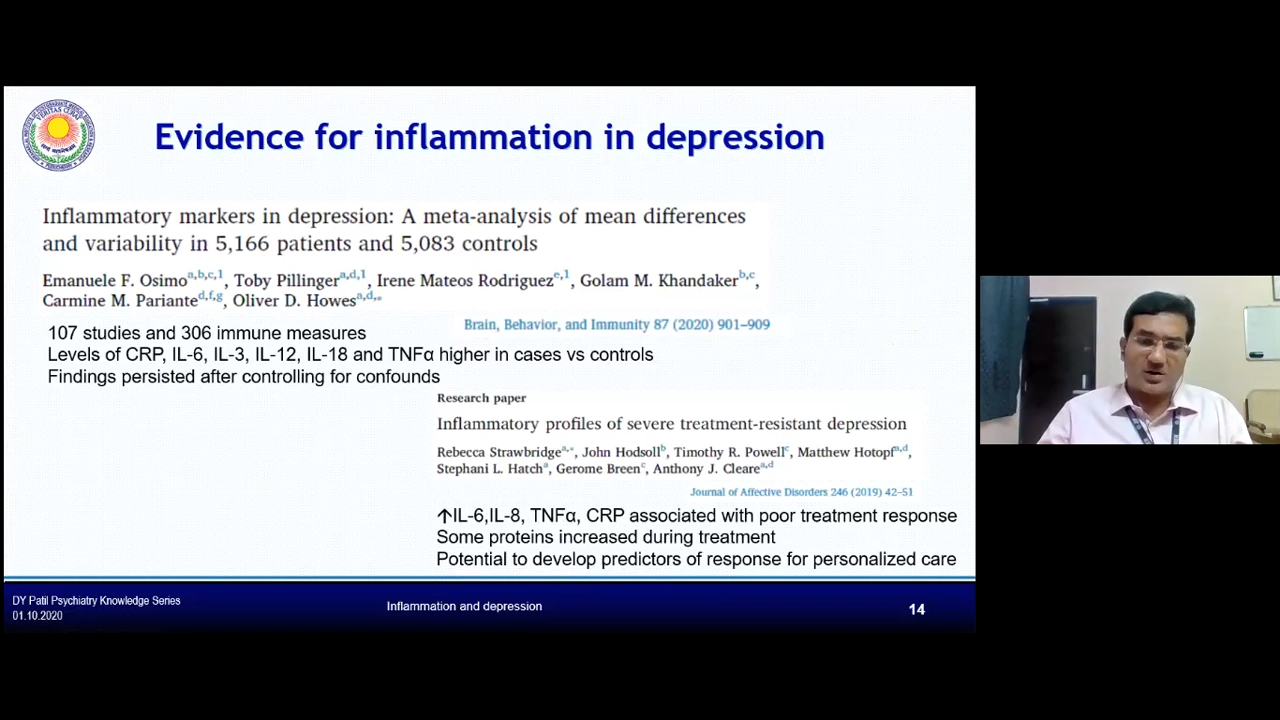 VERITAS CURAT
Evidence for inflammation in depression
Inflammatory markers in depression: A meta-analysis of mean differences
and variability in 5,166 patients and 5,083 controls
Emanuele F. Osimo a,b,c,1, Toby Pillinger a,d,1, Irene Mateos Rodriguez e,1, Golam M. Khandaker b,c,
Carmine M. Pariante d,f,g, Oliver D. Howes a,d,*
107 studies and 306 immune measures
Brain, Behavior, and Immunity 87 (2020) 901–909
Levels of CRP, IL-6, IL-3, IL-12, IL-18 and TNFα higher in cases vs controls
Findings persisted after controlling for confounds
Research paper
Inflammatory profiles of severe treatment-resistant depression
Rebecca Strawbridge a,*, John Hodsoll b, Timothy R. Powell c, Matthew Hotopf a,d,
Stephani L. Hatch a, Gerome Breen c, Anthony J. Cleare a,d
Journal of Affective Disorders 246 (2019) 42–51
↑IL-6,IL-8, TNFα, CRP associated with poor treatment response
Some proteins increased during treatment
Potential to develop predictors of response for personalized care
DY Patil Psychiatry Knowledge Series
01.10.2020
Inflammation and depression
14